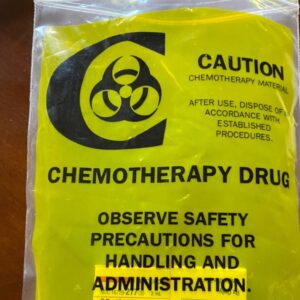 CAUTION
CHEMOTHERAPY MATERIAL
AFTER USE, DISPOSE OF
ACCORDANCE WITH
ESTABLISHED
PROCEDURES.
CHEMOTHERAPY DRUG
OBSERVE SAFETY
PRECAUTIONS FOR
HANDLING AND
ADMINISTRATION.